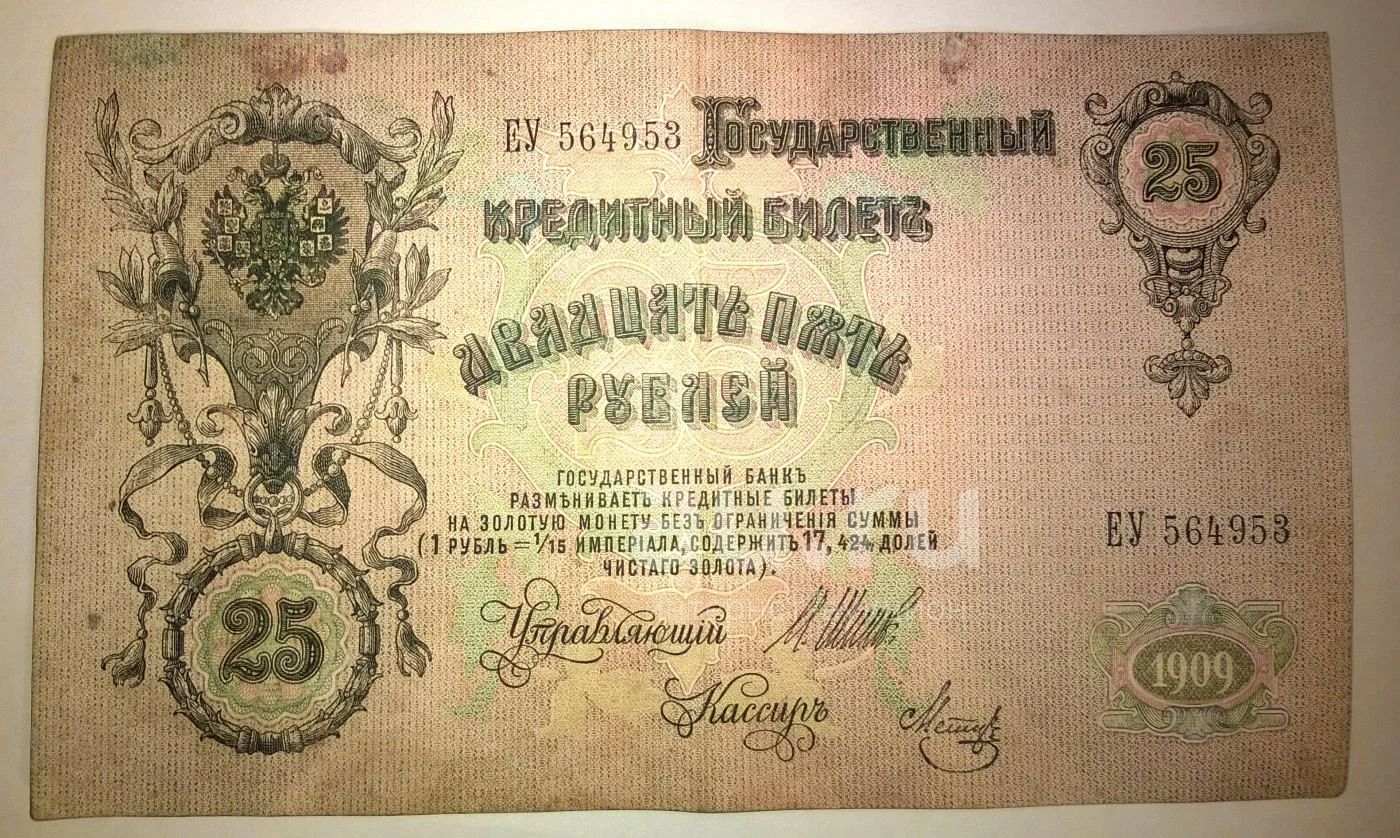 ЕУ 564953 Государственный
Кредитный Билетъ
25
Двадцать Пять
Рублей
ГОСУДАРСТВЕННЫЙ БАНКЪ
РАЗМѢНИВАЕТЪ КРЕДИТНЫЕ БИЛЕТЫ
НА ЗОЛОТУЮ МОНЕТУ БЕЗЪ ОГРАНИЧЕНІЯ СУММЫ
(1 РУБЛЬ = 1/15 ИМПЕРІАЛА, СОДЕРЖИТЪ 17, 424 ДОЛЕЙ
ЧИСТАГО ЗОЛОТА).
ЕУ 564953
25
Управляющій
Кассиръ
1909